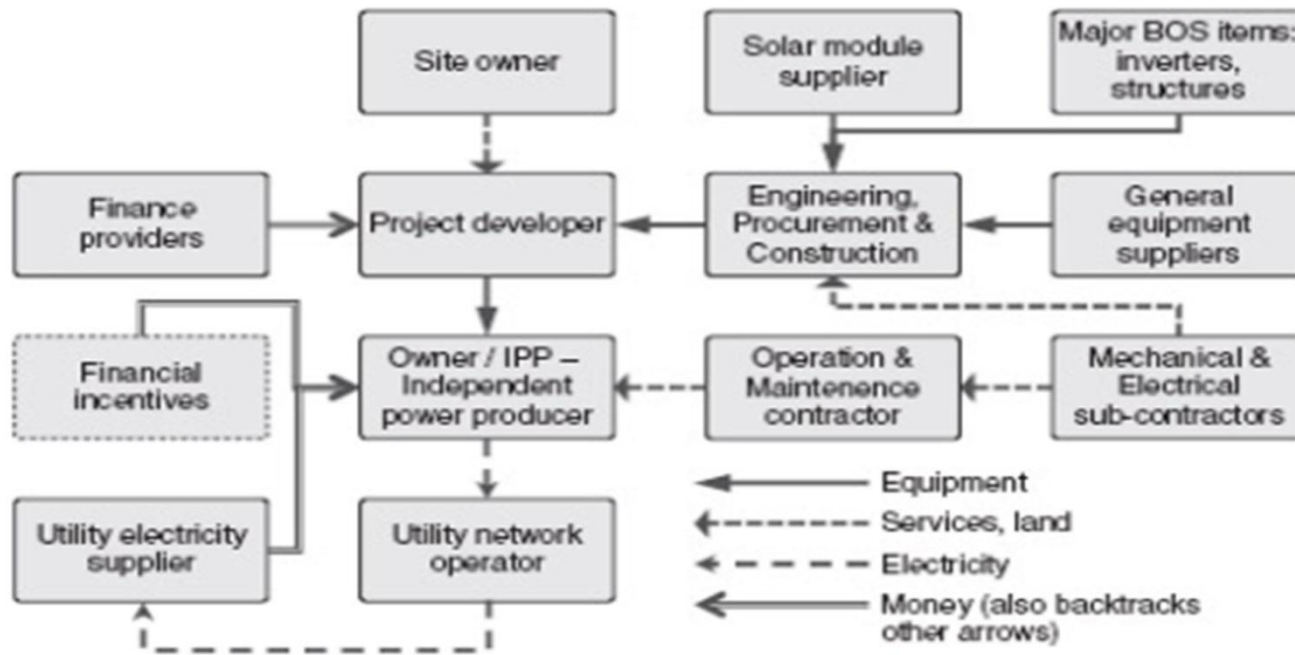 Site owner
Solar module
supplier
Major BOS items:
inverters,
structures
Finance
providers
Project developer
Engineering,
Procurement &
Construction
General
equipment
suppliers
Financial
incentives
Owner / IPP –
Independent
power producer
Operation &
Maintenence
contractor
Mechanical &
Electrical
sub-contractors
Utility electricity
supplier
Utility network
operator
Equipment
Services, land
Electricity
Money (also backtracks
other arrows)